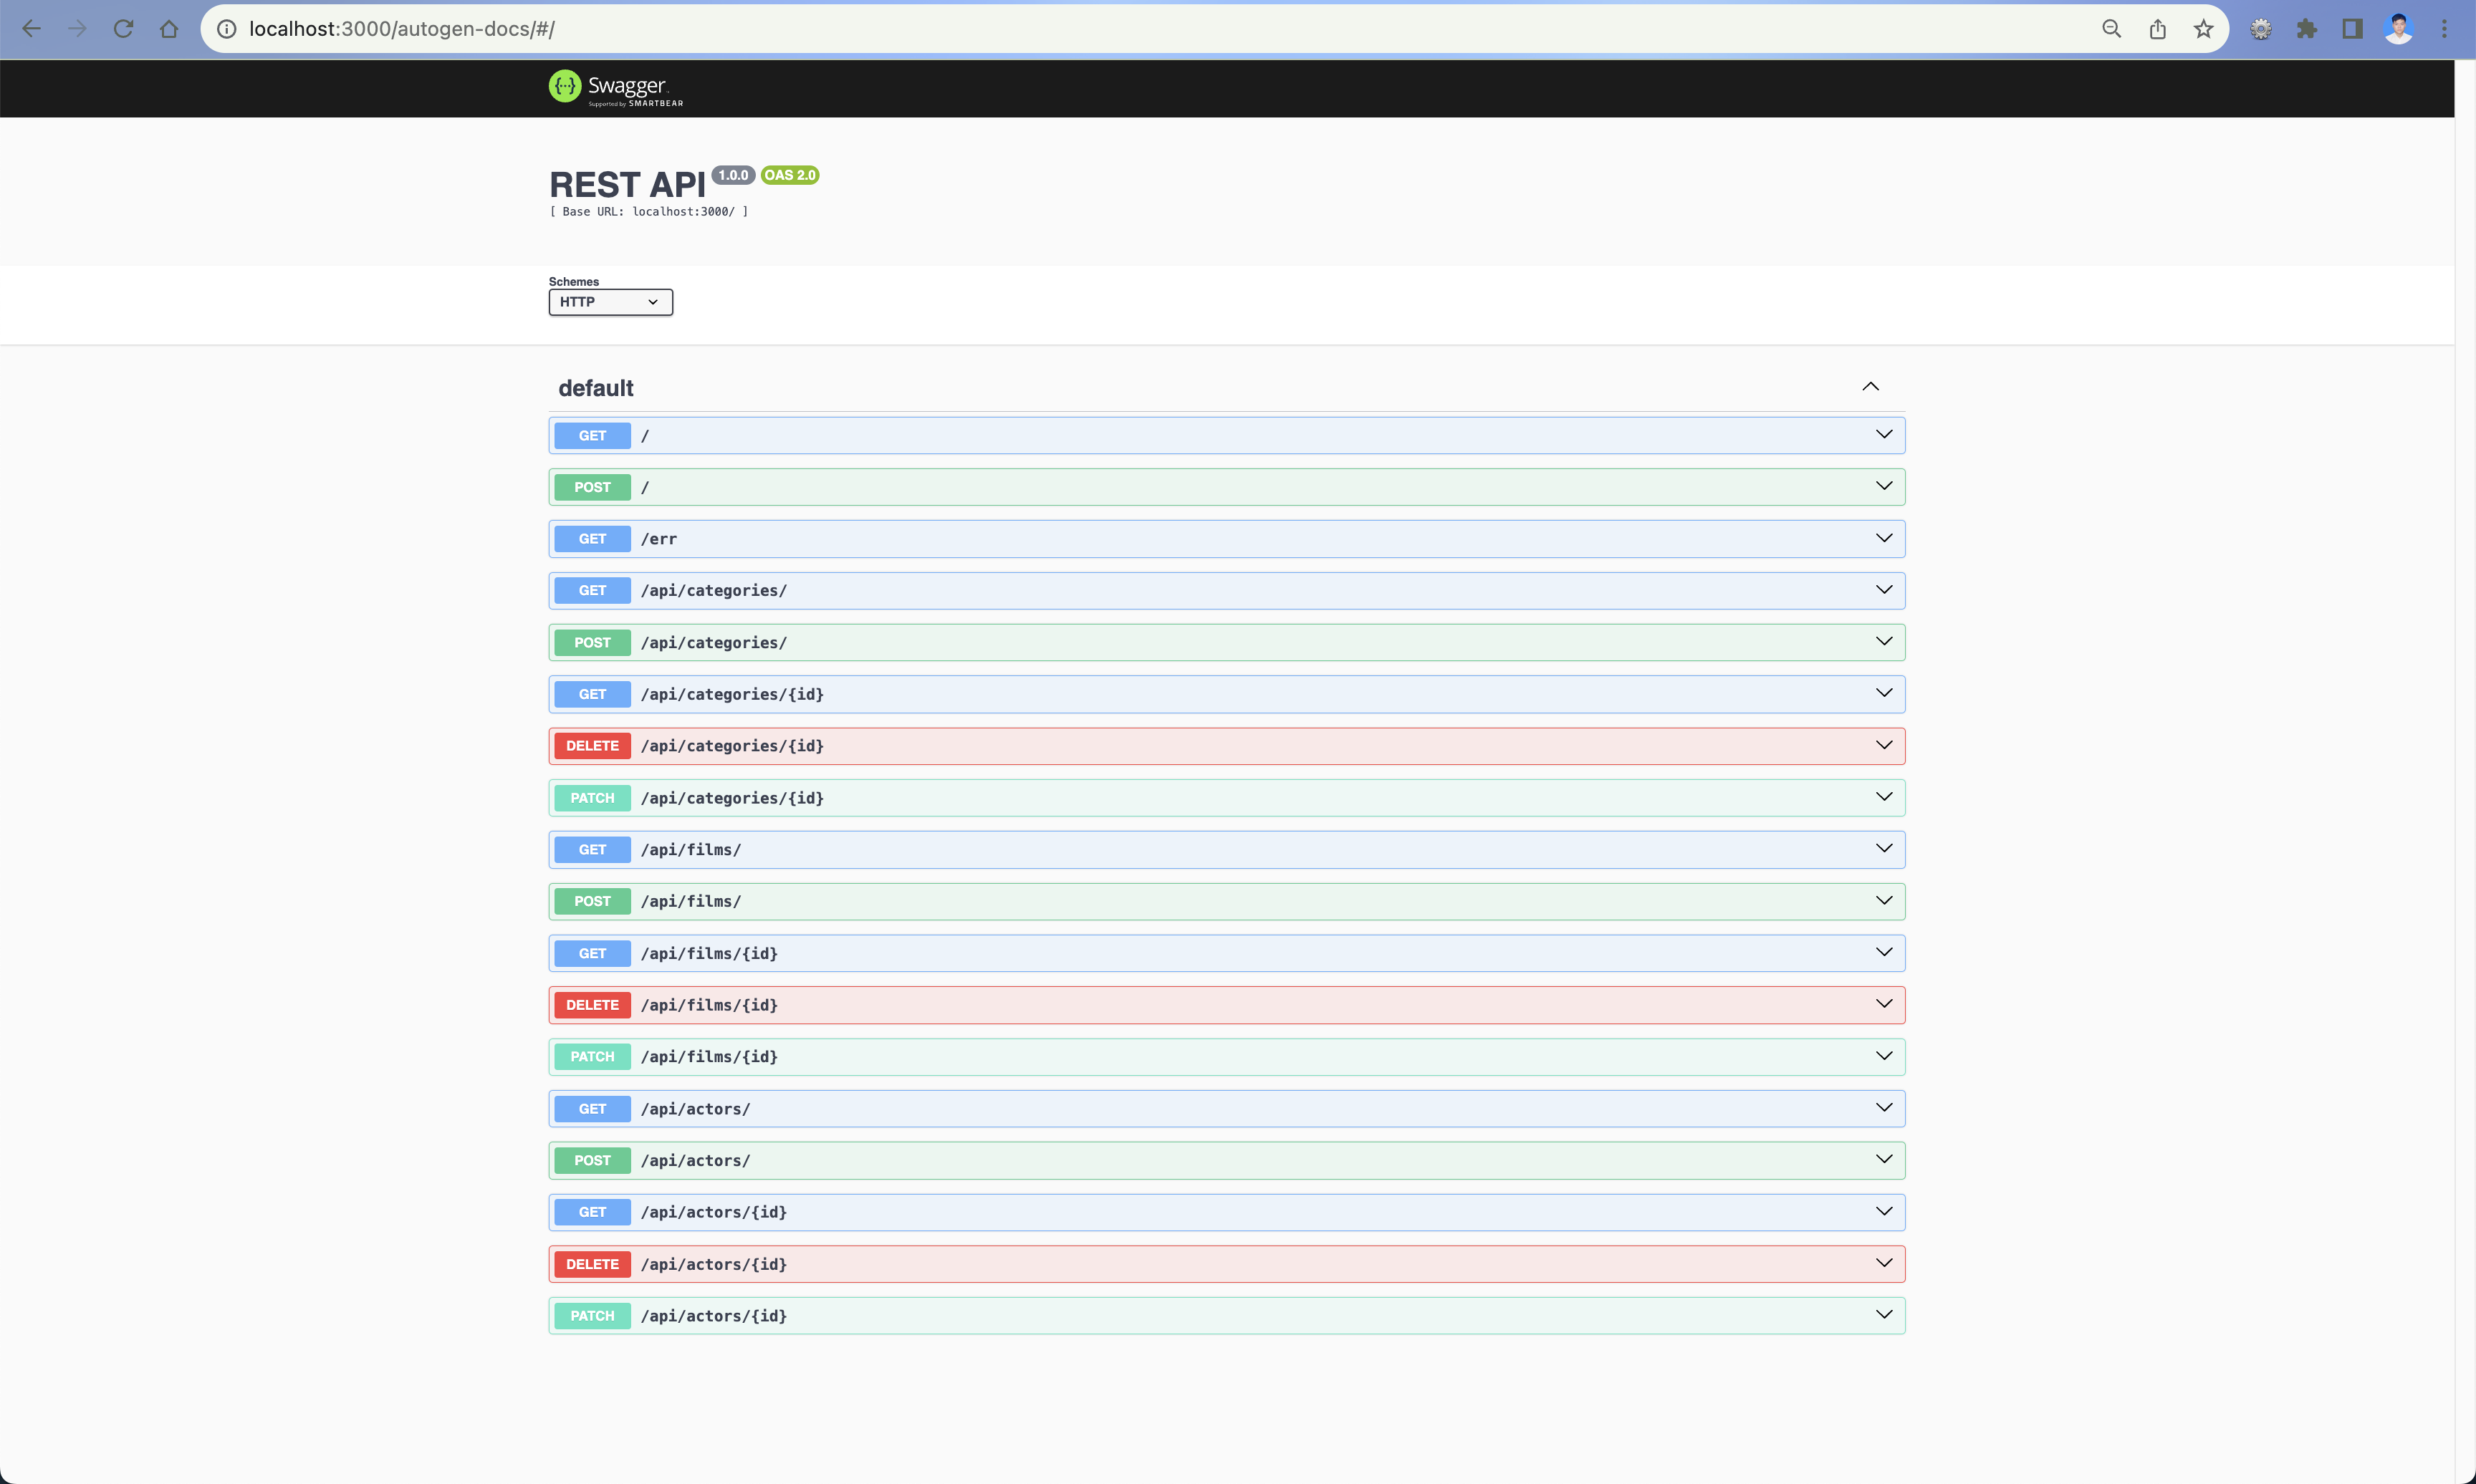 localhost:3000/autogen-docs/#/
{···} Swagger.
Supported by SMARTBEAR
REST API 1.0.0 OAS 2.0
[ Base URL: localhost:3000/ ]
Schemes
HTTP
default
GET /
POST /
GET /err
GET /api/categories/
POST /api/categories/
GET /api/categories/{id}
DELETE /api/categories/{id}
PATCH /api/categories/{id}
GET /api/films/
POST /api/films/
GET /api/films/{id}
DELETE /api/films/{id}
PATCH /api/films/{id}
GET /api/actors/
POST /api/actors/
GET /api/actors/{id}
DELETE /api/actors/{id}
PATCH /api/actors/{id}